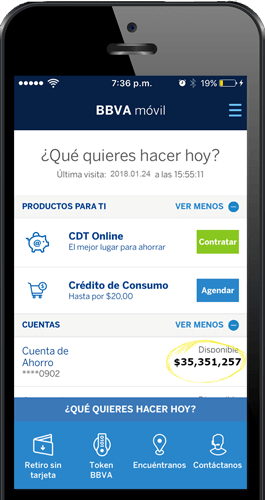 7:36 p.m.
19%
BBVA móvil
¿Qué quieres hacer hoy?
Última visita: 2018.01.24 a las 15:55:11
PRODUCTOS PARA TI VER MENOS
CDT Online
El mejor lugar para ahorrar
Contratar
Crédito de Consumo
Hasta por $20,00
Agendar
CUENTAS VER MENOS
Cuenta de
Ahorro
****0902
Disponible
$35,351,257
¿QUÉ QUIERES HACER HOY?
Retiro sin
tarjeta
Token
BBVA
Encuéntranos
Contáctanos